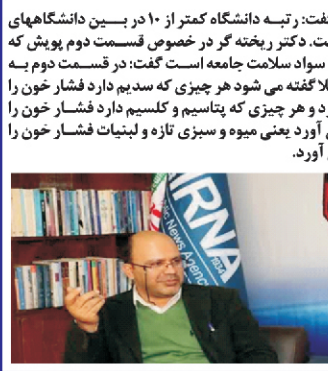 گفت: رتبه دانشگاه کمتر از ۱۰ در بین دانشگاههای
ت. دکتر ریخته گر در خصوص قسمت دوم پویش که
سواد سلامت جامعه است گفت: در قسمت دوم به
لا گفته می شود هر چیزی که سدیم دارد فشار خون را
د و هر چیزی که پتاسیم و کلسیم دارد فشار خون را
ی آورد یعنی میوه و سبزی تازه و لبنیات فشار خون را
آورد.
IRNA
News Agency
1934